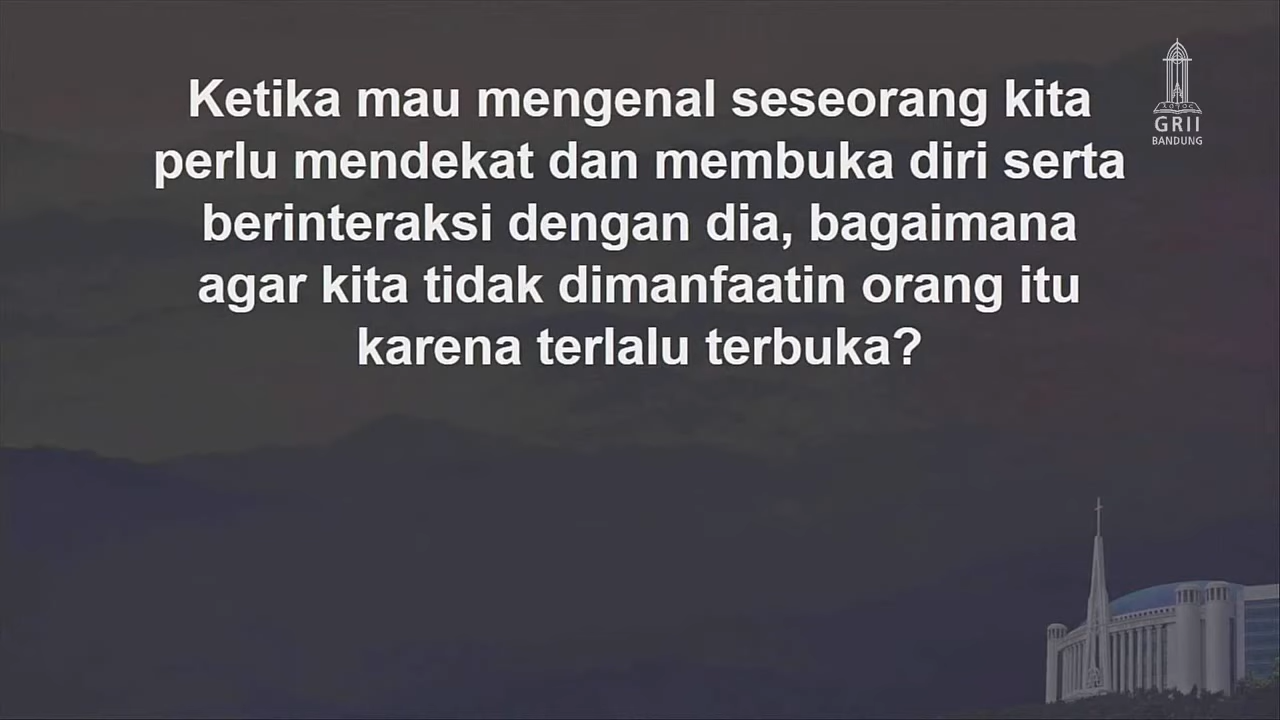 Ketika mau mengenal seseorang kita
perlu mendekat dan membuka diri serta
berinteraksi dengan dia, bagaimana
agar kita tidak dimanfaatin orang itu
karena terlalu terbuka?
GRII
BANDUNG